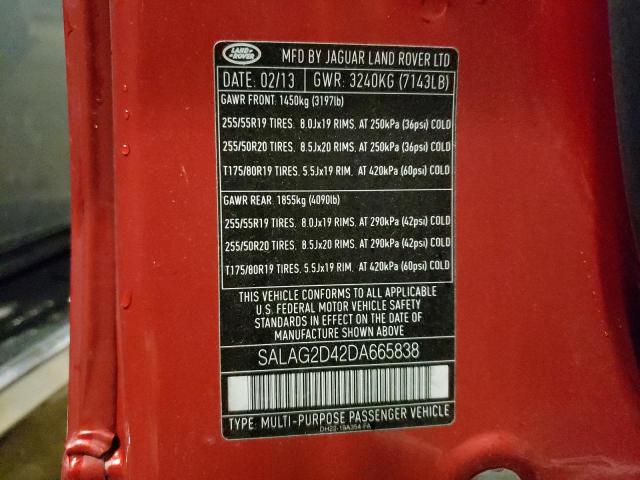 LAND ROVER
MFD BY JAGUAR LAND ROVER LTD
DATE: 02/13 GWR: 3240KG (7143LB)
GAWR FRONT: 1450kg (3197lb)
255/55R19 TIRES. 8.0Jx19 RIMS. AT 250kPa (36psi) COLD
255/50R20 TIRES. 8.5Jx20 RIMS. AT 250kPa (36psi) COLD
T175/80R19 TIRES. 5.5Jx19 RIM. AT 420kPa (60psi) COLD
GAWR REAR. 1855kg (4090lb)
255/55R19 TIRES. 8.0Jx19 RIMS. AT 290kPa (42psi) COLD
255/50R20 TIRES. 8.5Jx20 RIMS. AT 290kPa (42psi) COLD
T175/80R19 TIRES. 5.5Jx19 RIM. AT 420kPa (60psi) COLD
THIS VEHICLE CONFORMS TO ALL APPLICABLE
U.S. FEDERAL MOTOR VEHICLE SAFETY
STANDARDS IN EFFECT ON THE DATE OF
MANUFACTURE SHOWN ABOVE
SALAG2D42DA665838
TYPE: MULTI-PURPOSE PASSENGER VEHICLE
DH22-19A354-FA